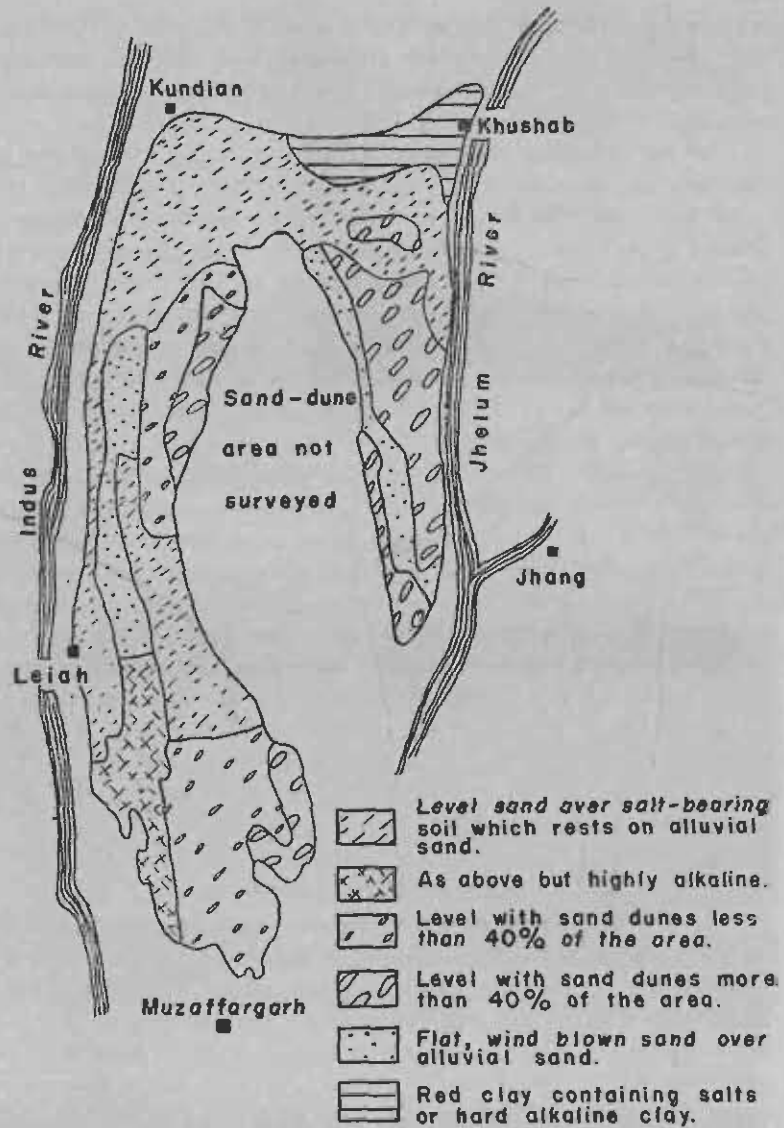 Kundian
Khushab
River
River
Sand-dune
area not
surveyed
Jhelum
Indus
Jhang
Leiah
Level sand over salt-bearing
soil which rests on alluvial
sand.
As above but highly alkaline.
Level with sand dunes less
than 40% of the area.
Level with sand dunes more
than 40% of the area.
Muzaffargarh
Flat, wind blown sand over
alluvial sand.
Red clay containing salts
or hard alkaline clay.